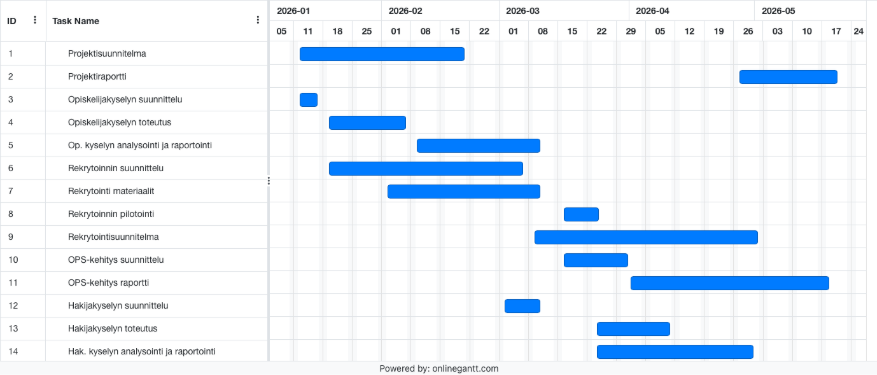 ID Task Name 2026-01 2026-02 2026-03 2026-04 2026-05
05 11 18 25 01 08 15 22 01 08 15 22 29 05 12 19 26 03 10 17 24
1 Projektisuunnitelma
2 Projektiraportti
3 Opiskelijakyselyn suunnittelu
4 Opiskelijakyselyn toteutus
5 Op. kyselyn analysointi ja raportointi
6 Rekrytoinnin suunnittelu
7 Rekrytointi materiaalit
8 Rekrytoinnin pilotointi
9 Rekrytointisuunnitelma
10 OPS-kehitys suunnittelu
11 OPS-kehitys raportti
12 Hakijakyselyn suunnittelu
13 Hakijakyselyn toteutus
14 Hak. kyselyn analysointi ja raportointi
Powered by: onlinegantt.com